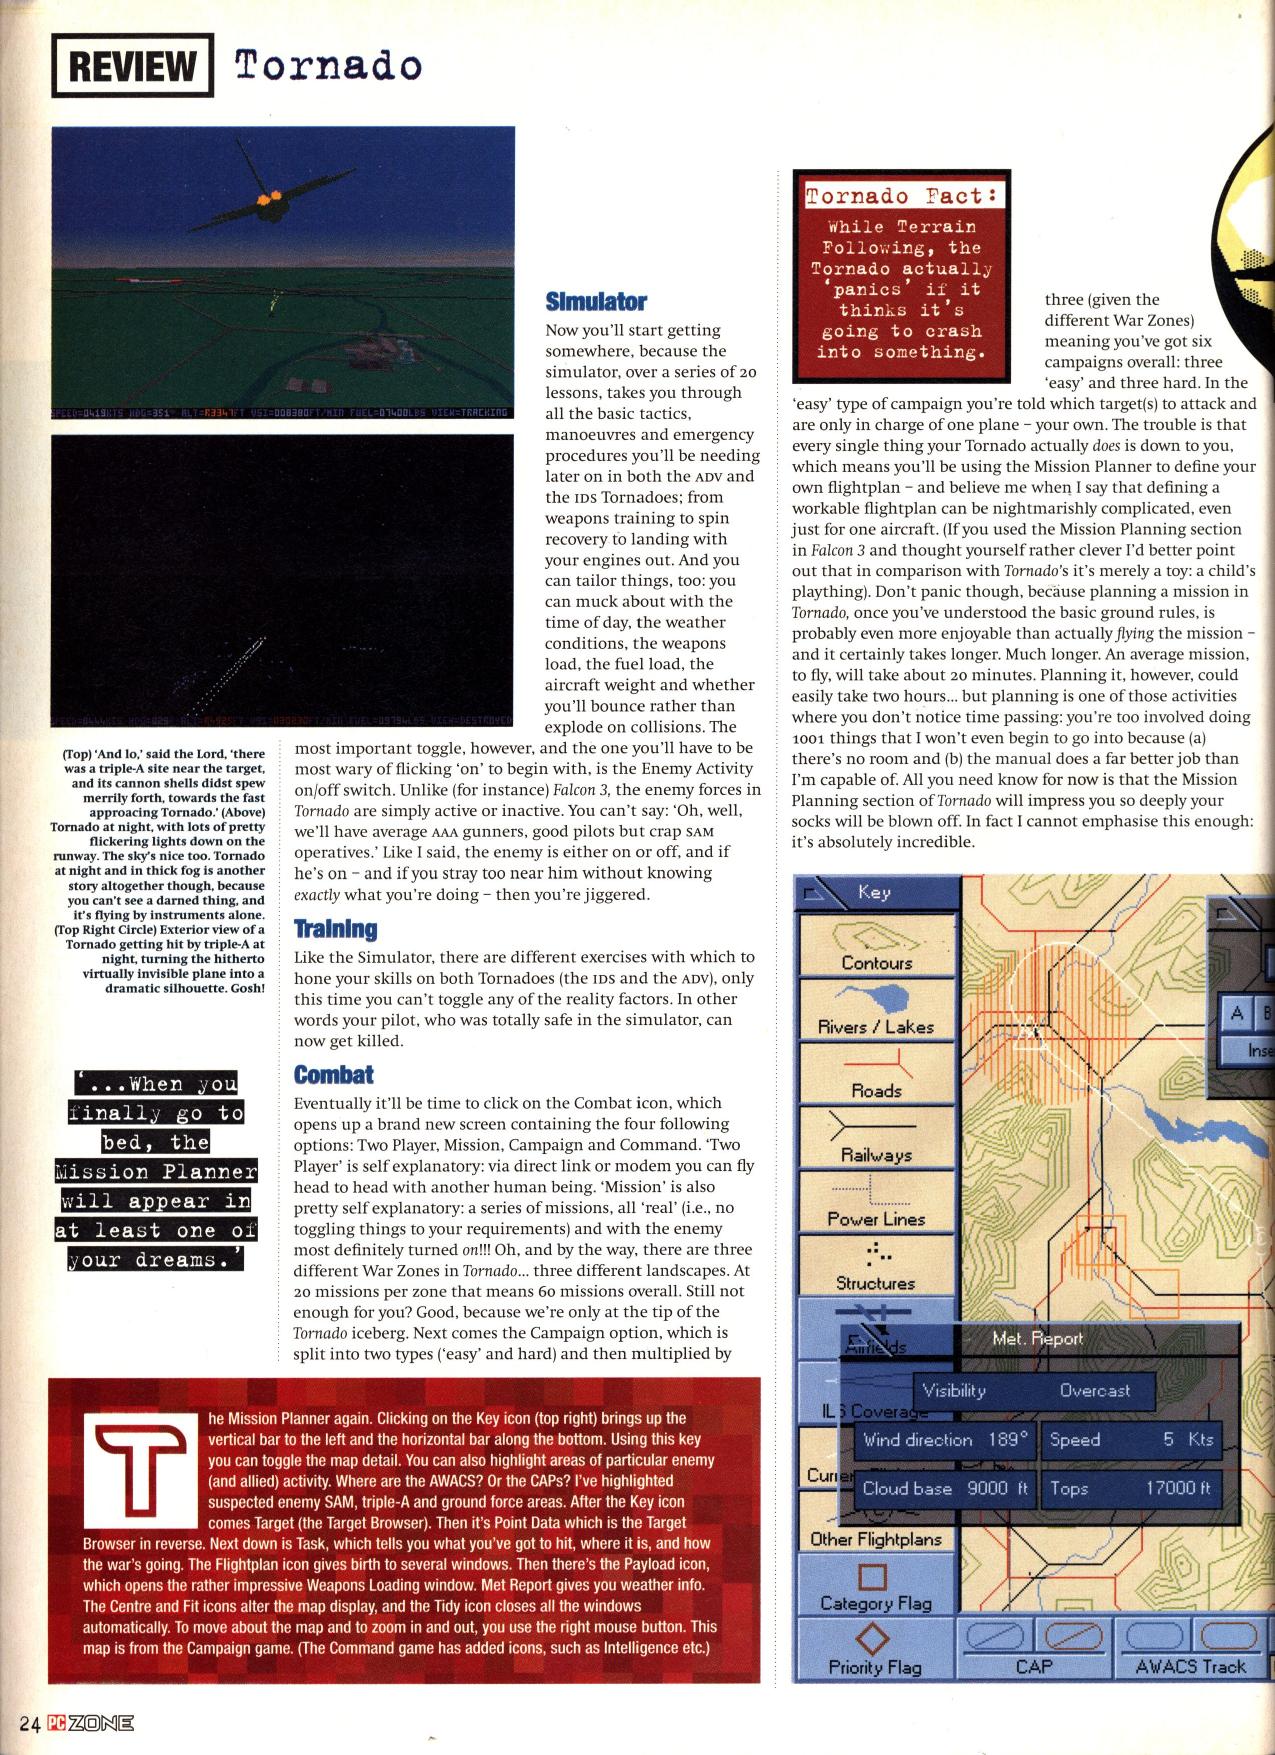 REVIEW Tornado
SPEED=0419KTS HDG=351° ALT=R3347FT VSI=008380FT/MIN FUEL=07400LBS VIEW=TRACKING
(Top) 'And lo,' said the Lord, 'there
was a triple-A site near the target,
and its cannon shells didst spew
merrily forth, towards the fast
approacing Tornado.' (Above)
Tornado at night, with lots of pretty
flickering lights down on the
runway. The sky's nice too. Tornado
at night and in thick fog is another
story altogether though, because
you can't see a darned thing, and
it's flying by instruments alone.
(Top Right Circle) Exterior view of a
Tornado getting hit by triple-A at
night, turning the hitherto
virtually invisible plane into a
dramatic silhouette. Gosh!
'...When you
finally go to
bed, the
Mission Planner
will appear in
at least one of
your dreams.'
Simulator
Now you'll start getting
somewhere, because the
simulator, over a series of 20
lessons, takes you through
all the basic tactics,
manoeuvres and emergency
procedures you'll be needing
later on in both the ADV and
the IDS Tornadoes; from
weapons training to spin
recovery to landing with
your engines out. And you
can tailor things, too: you
can muck about with the
time of day, the weather
conditions, the weapons
load, the fuel load, the
aircraft weight and whether
you'll bounce rather than
explode on collisions. The
most important toggle, however, and the one you'll have to be
most wary of flicking 'on' to begin with, is the Enemy Activity
on/off switch. Unlike (for instance) Falcon 3, the enemy forces in
Tornado are simply active or inactive. You can't say: 'Oh, well,
we'll have average AAA gunners, good pilots but crap SAM
operatives.' Like I said, the enemy is either on or off, and if
he's on – and if you stray too near him without knowing
exactly what you're doing – then you're jiggered.
Training
Like the Simulator, there are different exercises with which to
hone your skills on both Tornadoes (the IDS and the ADV), only
this time you can't toggle any of the reality factors. In other
words your pilot, who was totally safe in the simulator, can
now get killed.
Combat
Eventually it'll be time to click on the Combat icon, which
opens up a brand new screen containing the four following
options: Two Player, Mission, Campaign and Command. 'Two
Player' is self explanatory: via direct link or modem you can fly
head to head with another human being. 'Mission' is also
pretty self explanatory: a series of missions, all 'real' (i.e., no
toggling things to your requirements) and with the enemy
most definitely turned on!!! Oh, and by the way, there are three
different War Zones in Tornado... three different landscapes. At
20 missions per zone that means 60 missions overall. Still not
enough for you? Good, because we're only at the tip of the
Tornado iceberg. Next comes the Campaign option, which is
split into two types ('easy' and hard) and then multiplied by
Tornado Fact:
While Terrain
Following, the
Tornado actually
'panics' if it
thinks it's
going to crash
into something.
three (given the
different War Zones)
meaning you've got six
campaigns overall: three
'easy' and three hard. In the
'easy' type of campaign you're told which target(s) to attack and
are only in charge of one plane – your own. The trouble is that
every single thing your Tornado actually does is down to you,
which means you'll be using the Mission Planner to define your
own flightplan – and believe me when I say that defining a
workable flightplan can be nightmarishly complicated, even
just for one aircraft. (If you used the Mission Planning section
in Falcon 3 and thought yourself rather clever I'd better point
out that in comparison with Tornado's it's merely a toy: a child's
plaything). Don't panic though, because planning a mission in
Tornado, once you've understood the basic ground rules, is
probably even more enjoyable than actually flying the mission –
and it certainly takes longer. Much longer. An average mission,
to fly, will take about 20 minutes. Planning it, however, could
easily take two hours... but planning is one of those activities
where you don't notice time passing: you're too involved doing
1001 things that I won't even begin to go into because (a)
there's no room and (b) the manual does a far better job than
I'm capable of. All you need know for now is that the Mission
Planning section of Tornado will impress you so deeply your
socks will be blown off. In fact I cannot emphasise this enough:
it's absolutely incredible.
Key
Contours
Rivers / Lakes
Roads
Railways
Power Lines
Structures
Airfields
ILS Coverage
Other Flightplans
Category Flag
Priority Flag
CAP
AWACS Track
A B
Met. Report
Visibility Overcast
Wind direction 189° Speed 5 Kts
Cloud base 9000 ft Tops 17000 ft
The Mission Planner again. Clicking on the Key icon (top right) brings up the
vertical bar to the left and the horizontal bar along the bottom. Using this key
you can toggle the map detail. You can also highlight areas of particular enemy
(and allied) activity. Where are the AWACS? Or the CAPs? I've highlighted
suspected enemy SAM, triple-A and ground force areas. After the Key icon
comes Target (the Target Browser). Then it's Point Data which is the Target
Browser in reverse. Next down is Task, which tells you what you've got to hit, where it is, and how
the war's going. The Flightplan icon gives birth to several windows. Then there's the Payload icon,
which opens the rather impressive Weapons Loading window. Met Report gives you weather info.
The Centre and Fit icons alter the map display, and the Tidy icon closes all the windows
automatically. To move about the map and to zoom in and out, you use the right mouse button. This
map is from the Campaign game. (The Command game has added icons, such as Intelligence etc.)
24 PC ZONE